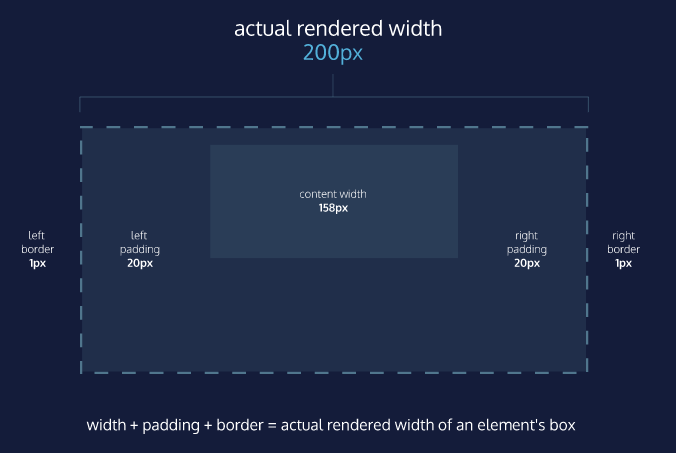 actual rendered width
200px
content width
158px
left
border
1px
left
padding
20px
right
padding
20px
right
border
1px
width + padding + border = actual rendered width of an element's box